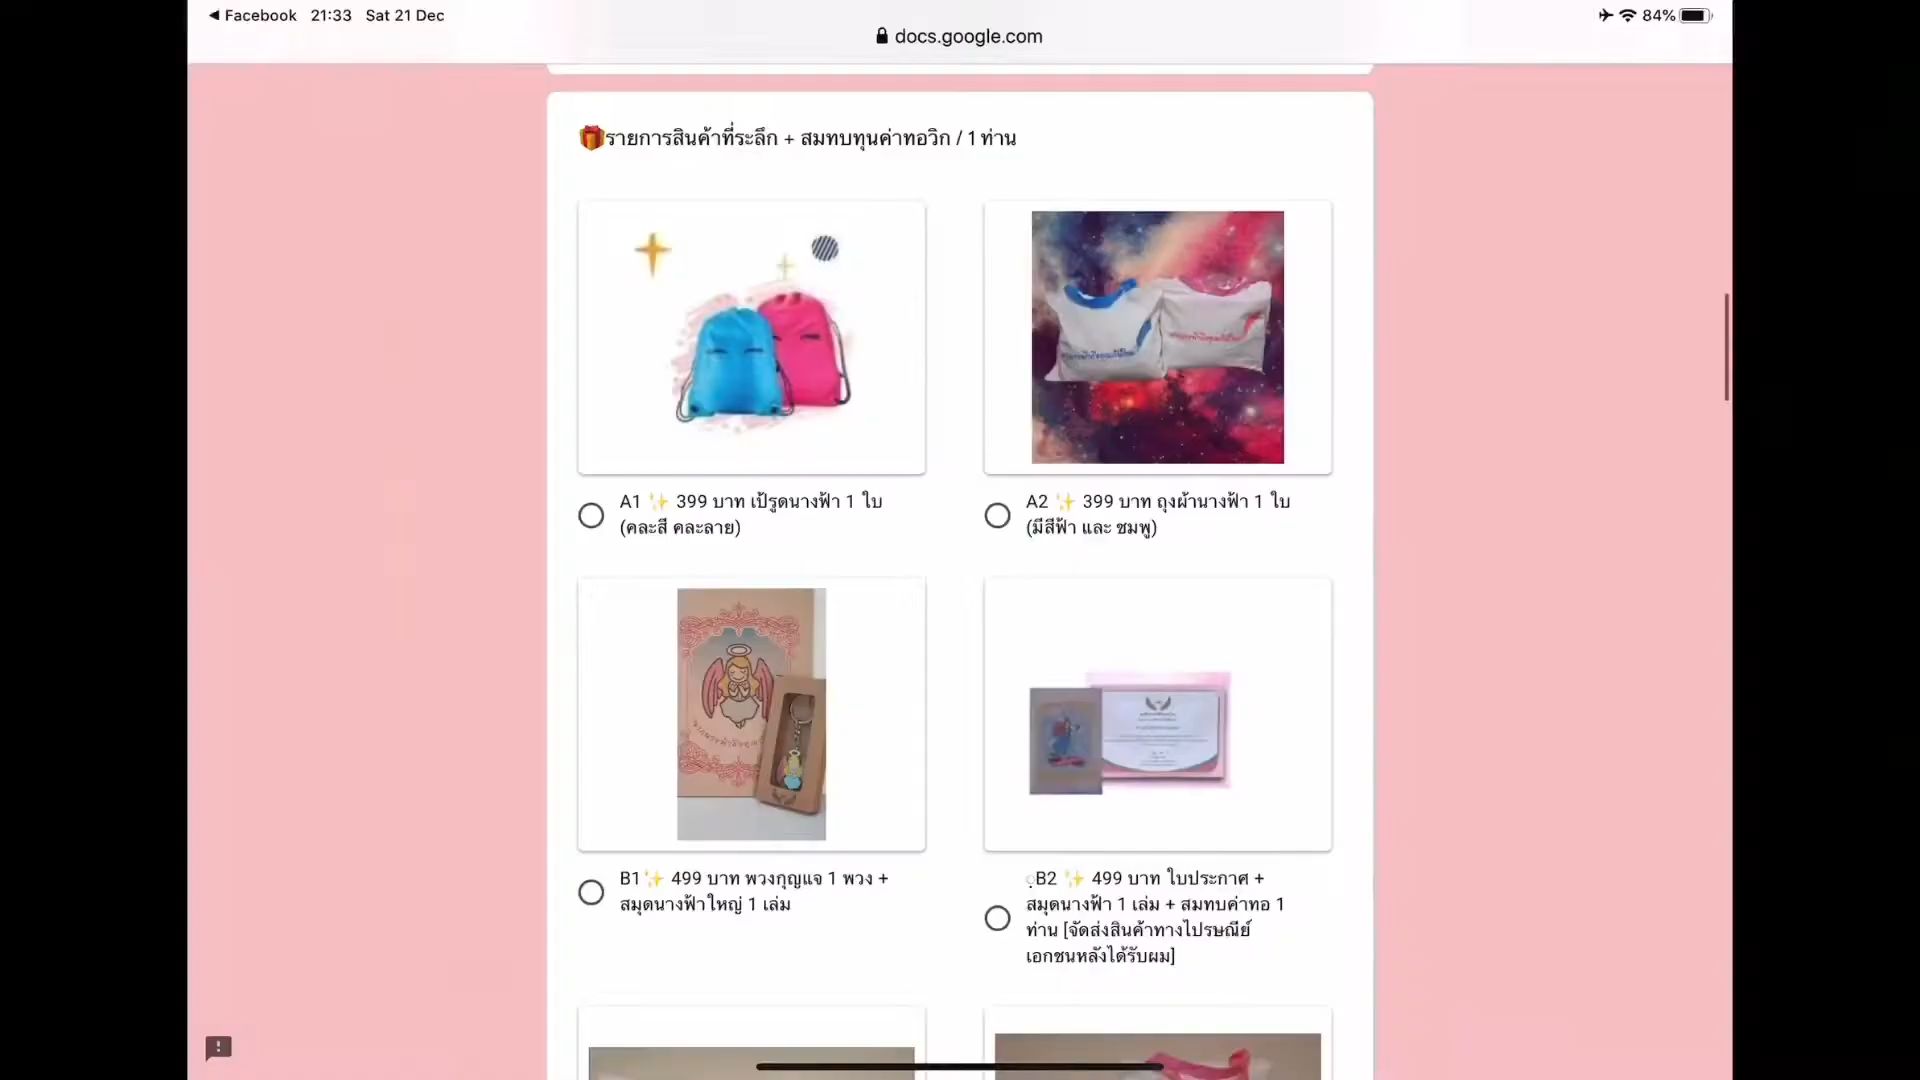 ◀ Facebook 21:33 Sat 21 Dec
84%
docs.google.com
🎁รายการสินค้าที่ระลึก + สมทบทุนค่าทอวิก / 1 ท่าน
A1 ✨ 399 บาท เป้รูดนางฟ้า 1 ใบ
(คละสี คละลาย)
A2 ✨ 399 บาท ถุงผ้านางฟ้า 1 ใบ
(มีสีฟ้า และ ชมพู)
B1✨ 499 บาท พวงกุญแจ 1 พวง +
สมุดนางฟ้าใหญ่ 1 เล่ม
ฺB2 ✨ 499 บาท ใบประกาศ +
สมุดนางฟ้า 1 เล่ม + สมทบค่าทอ 1
ท่าน [จัดส่งสินค้าทางไปรษณีย์
เอกชนหลังได้รับผม]